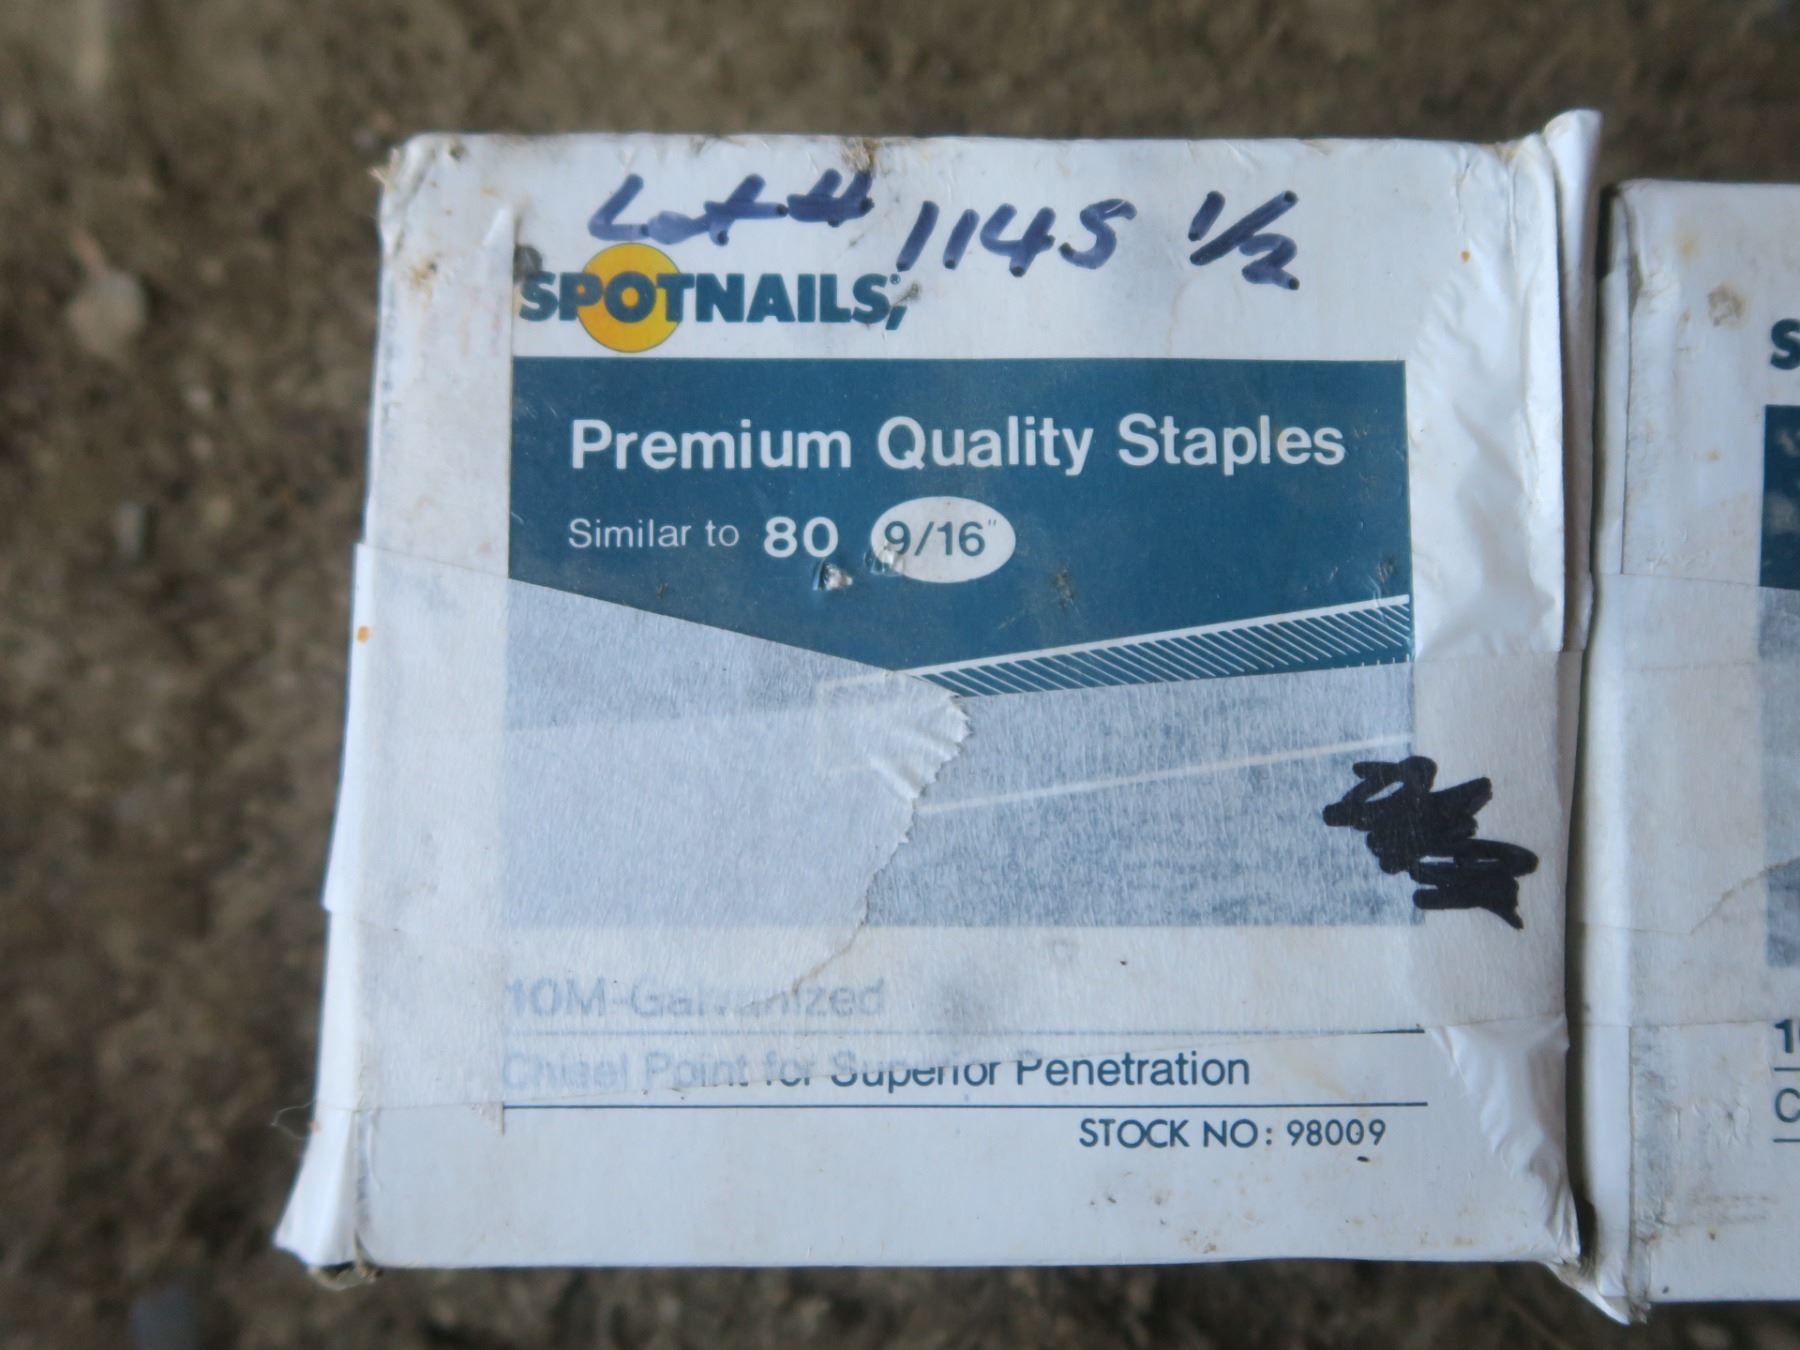 Lot # 1145 1/2
SPOTNAILS
Premium Quality Staples
Similar to 80 9/16"
10M-Galvanized
Chisel Point for Superior Penetration
STOCK NO: 98009
S
1
C